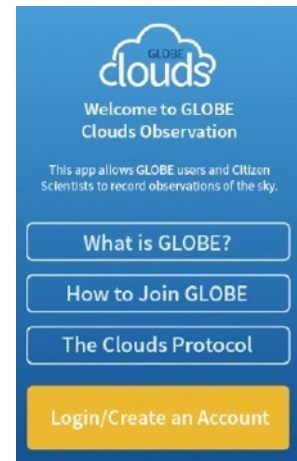 GLOBE
clouds
Welcome to GLOBE
Clouds Observation
This app allows GLOBE users and Citizen
Scientists to record observations of the sky.
What is GLOBE?
How to Join GLOBE
The Clouds Protocol
Login/Create an Account